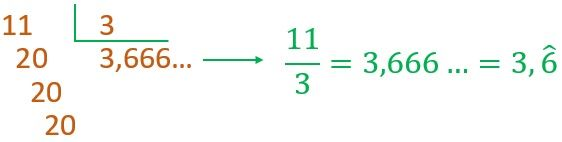 11 3
20 3,666... → 11/3 = 3,666 ... = 3, 6̂
20
20